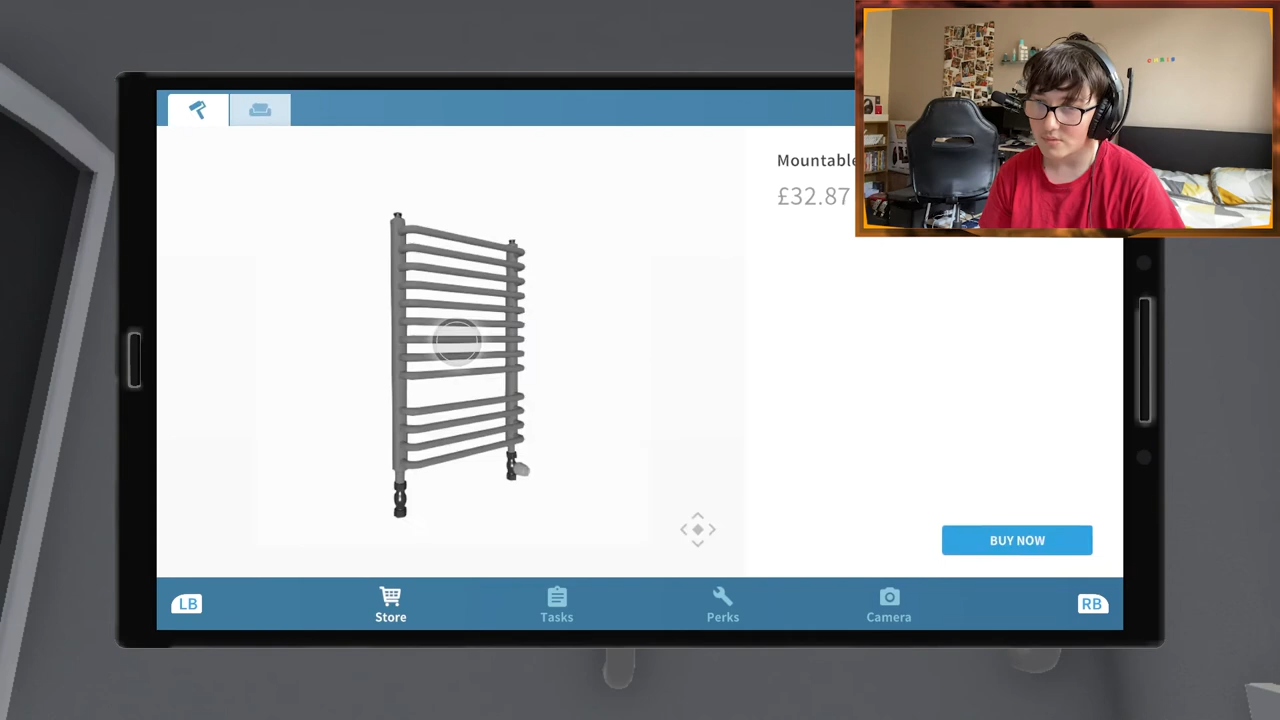 Mountable
£32.87
BUY NOW
LB
Store
Tasks
Perks
Camera
RB